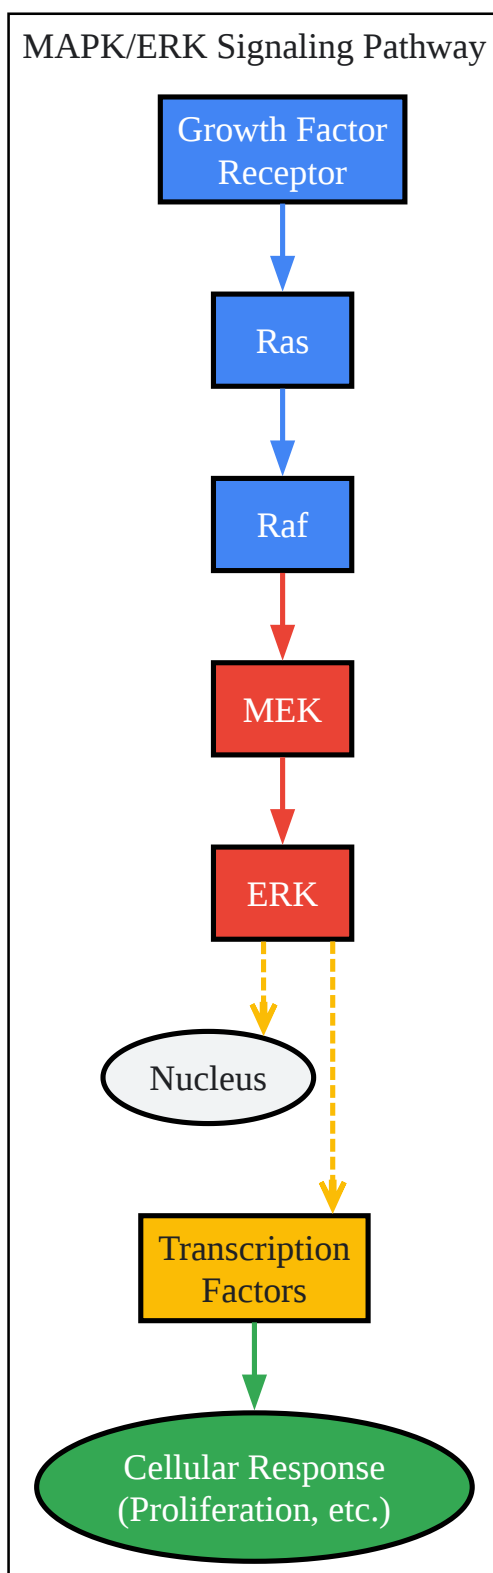 MAPK/ERK Signaling Pathway
Growth Factor
Receptor
Ras
Raf
MEK
ERK
Nucleus
Transcription
Factors
Cellular Response
(Proliferation, etc.)